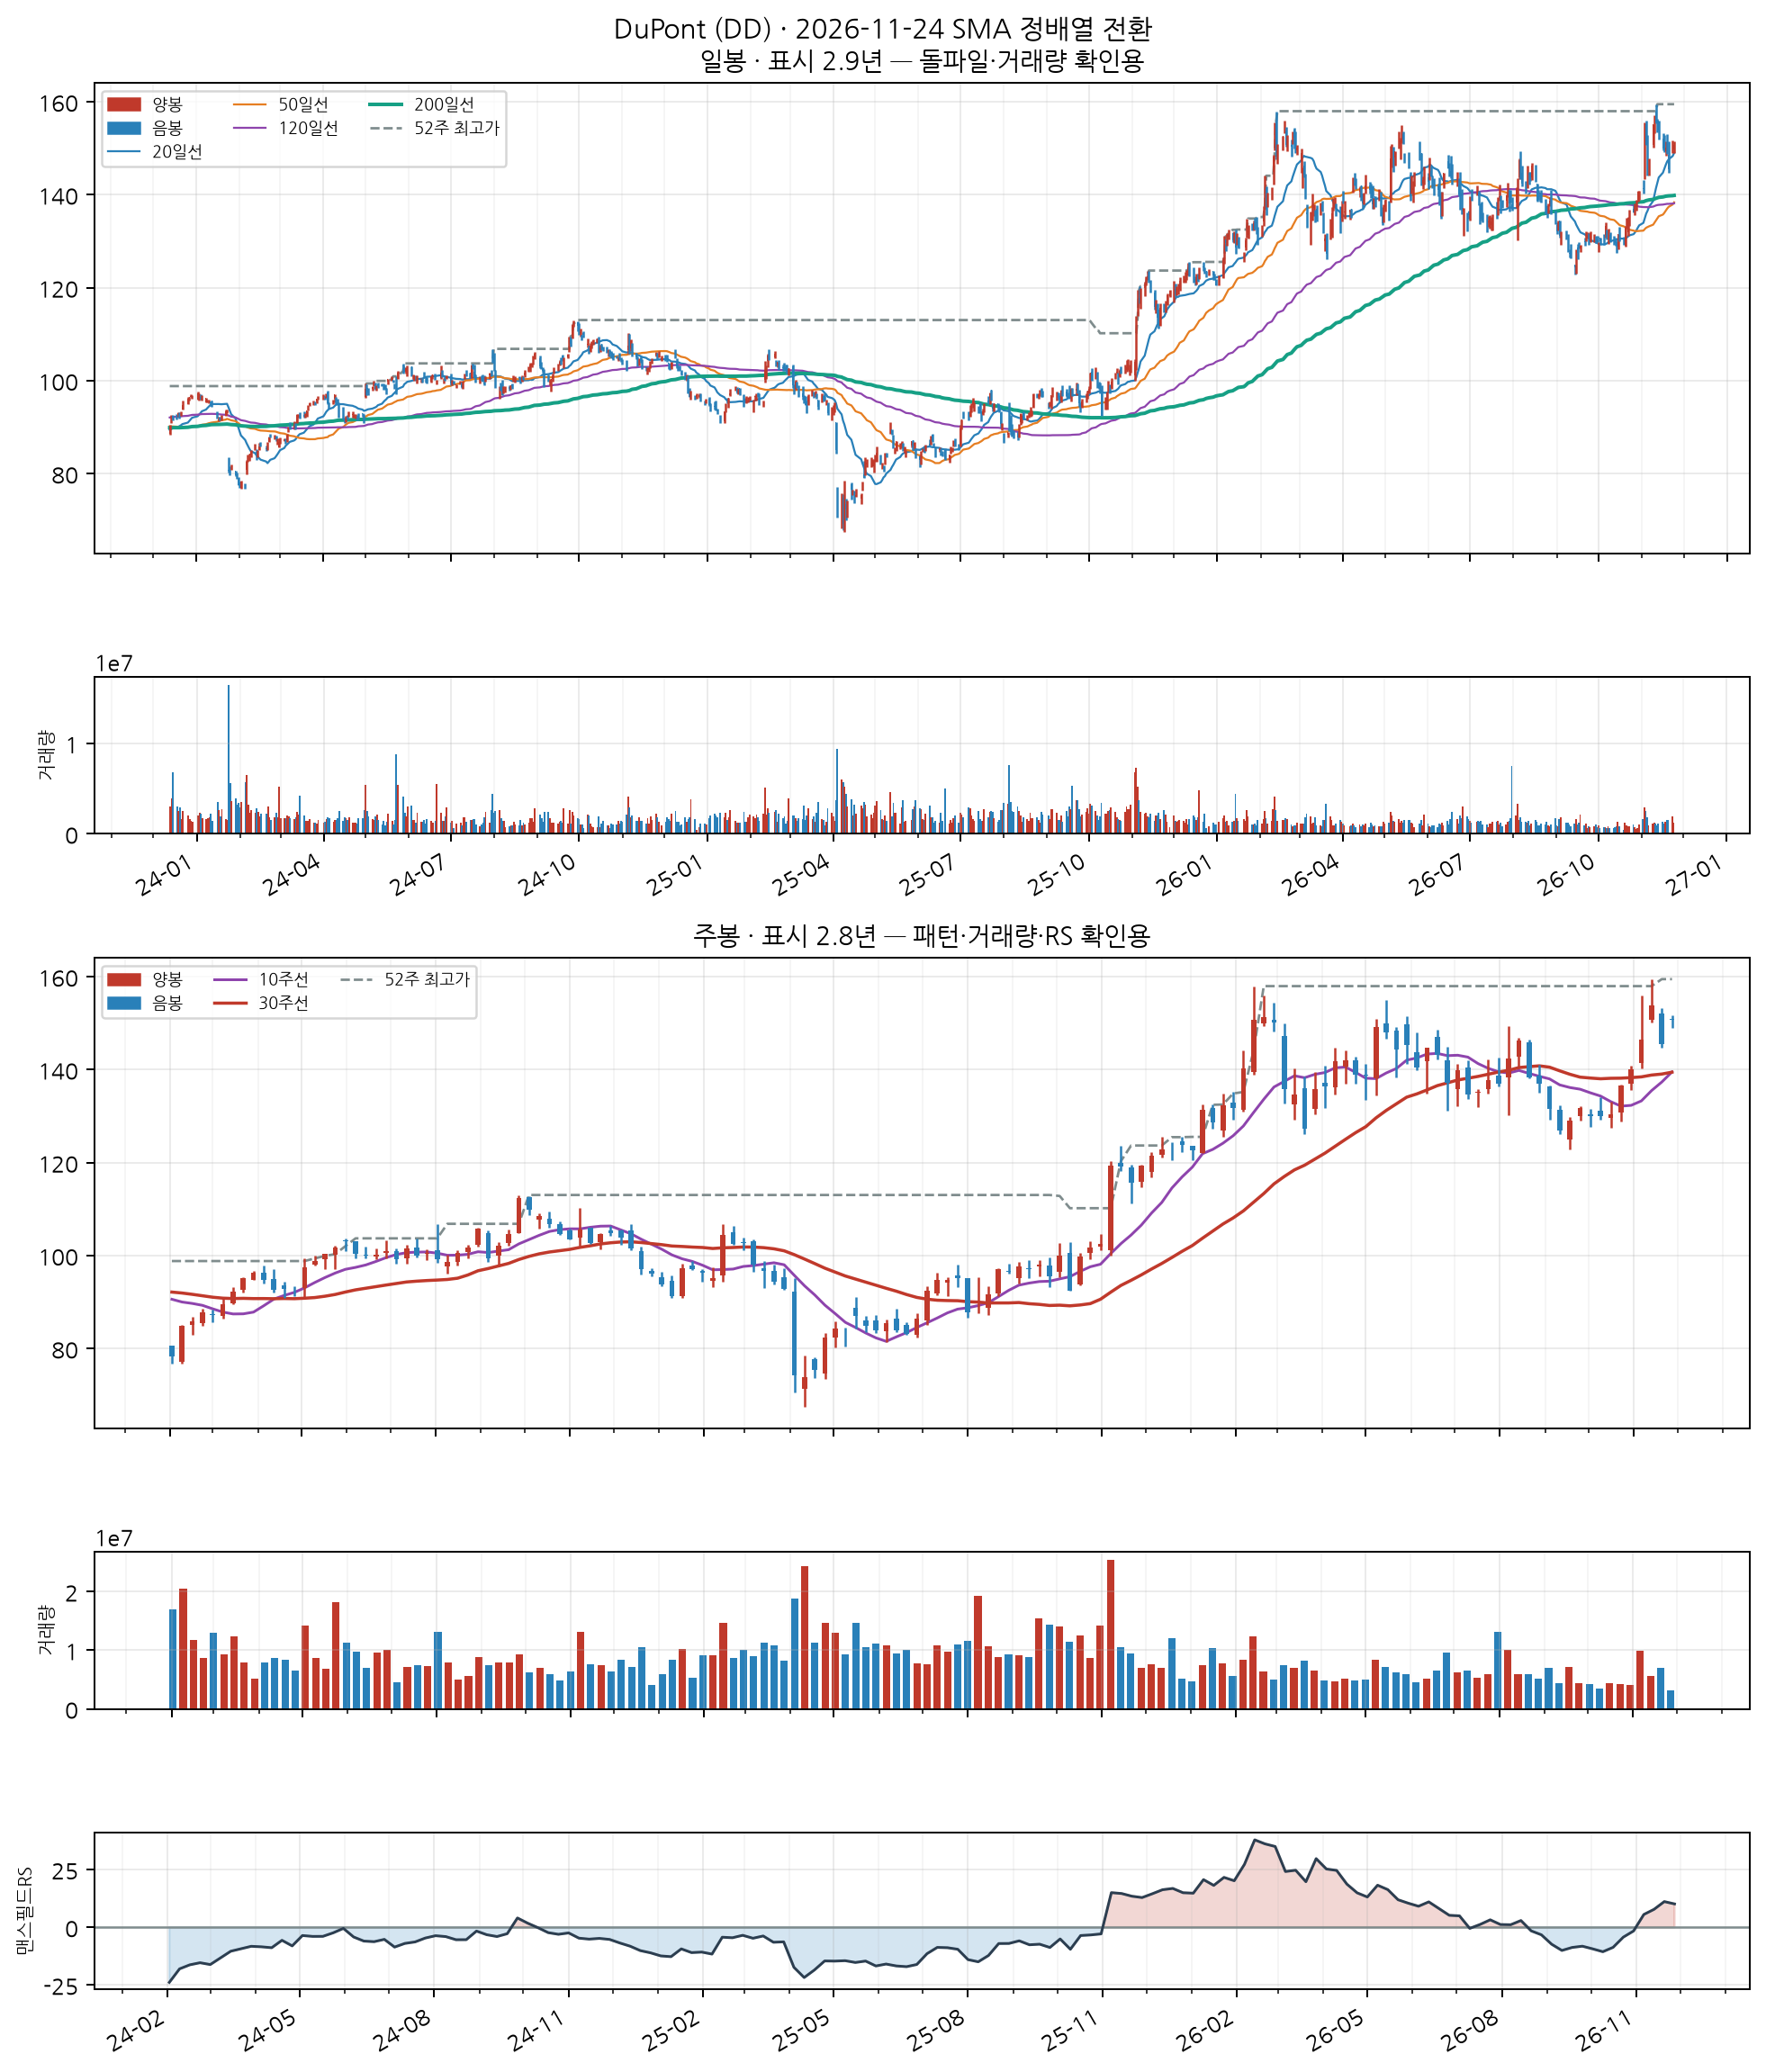 DuPont (DD) · 2026-11-24 SMA 정배열 전환
일봉 · 표시 2.9년 — 돌파일·거래량 확인용
양봉 50일선 200일선
음봉 120일선 52주 최고가
20일선
160
140
120
100
80
1e7
거래량
1
0
24-01 24-04 24-07 24-10 25-01 25-04 25-07 25-10 26-01 26-04 26-07 26-10 27-01
주봉 · 표시 2.8년 — 패턴·거래량·RS 확인용
양봉 10주선 52주 최고가
음봉 30주선
160
140
120
100
80
1e7
거래량
2
1
0
맨스필드RS
25
0
-25
24-02 24-05 24-08 24-11 25-02 25-05 25-08 25-11 26-02 26-05 26-08 26-11